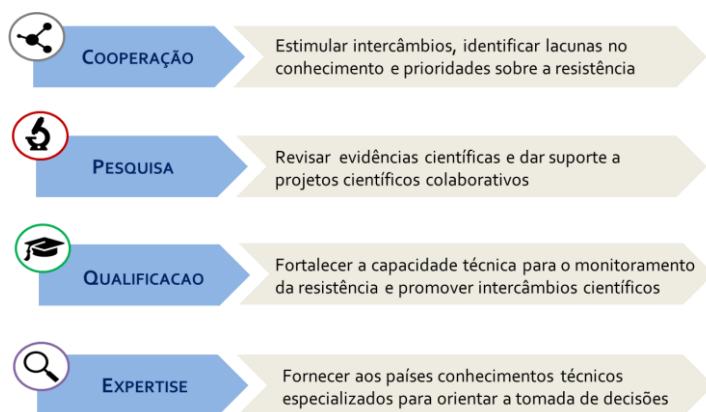 COOPERAÇÃO
Estimular intercâmbios, identificar lacunas no
conhecimento e prioridades sobre a resistência
PESQUISA
Revisar evidências científicas e dar suporte a
projetos científicos colaborativos
QUALIFICACAO
Fortalecer a capacidade técnica para o monitoramento
da resistência e promover intercâmbios científicos
EXPERTISE
Fornecer aos países conhecimentos técnicos
especializados para orientar a tomada de decisões